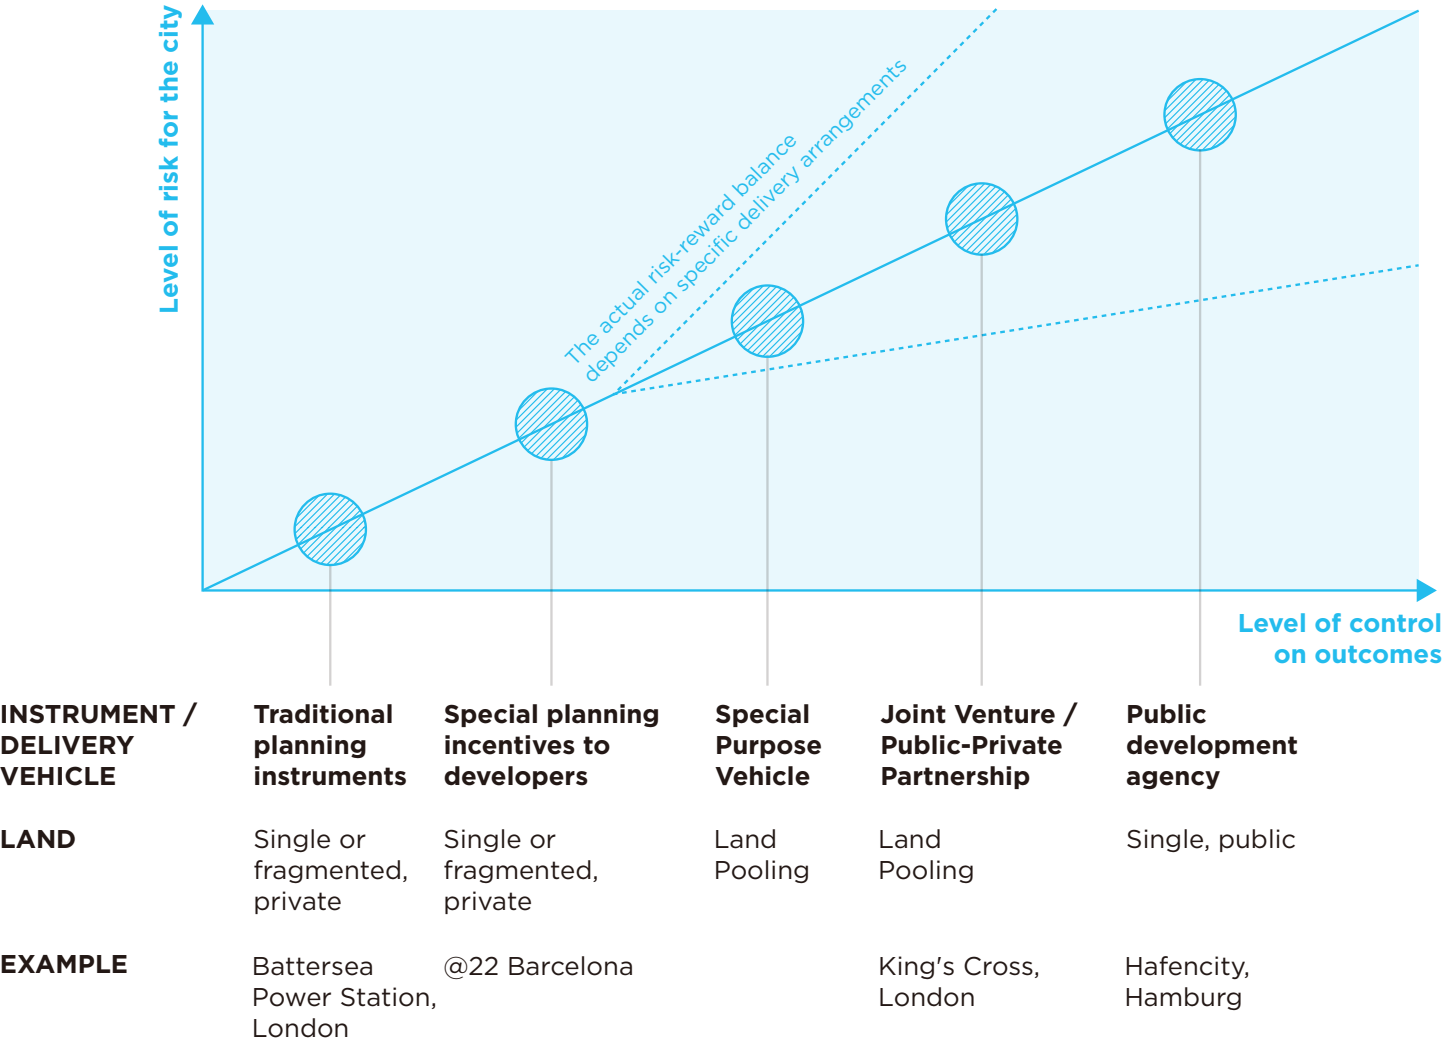 Level of risk for the city
The actual risk-reward balance
depends on specific delivery arrangements
Level of control
on outcomes
INSTRUMENT /
DELIVERY
VEHICLE
Traditional
planning
instruments
Special planning
incentives to
developers
Special
Purpose
Vehicle
Joint Venture /
Public-Private
Partnership
Public
development
agency
LAND
Single or
fragmented,
private
Single or
fragmented,
private
Land
Pooling
Land
Pooling
Single, public
EXAMPLE
Battersea
Power Station,
London
@22 Barcelona
King's Cross,
London
Hafencity,
Hamburg